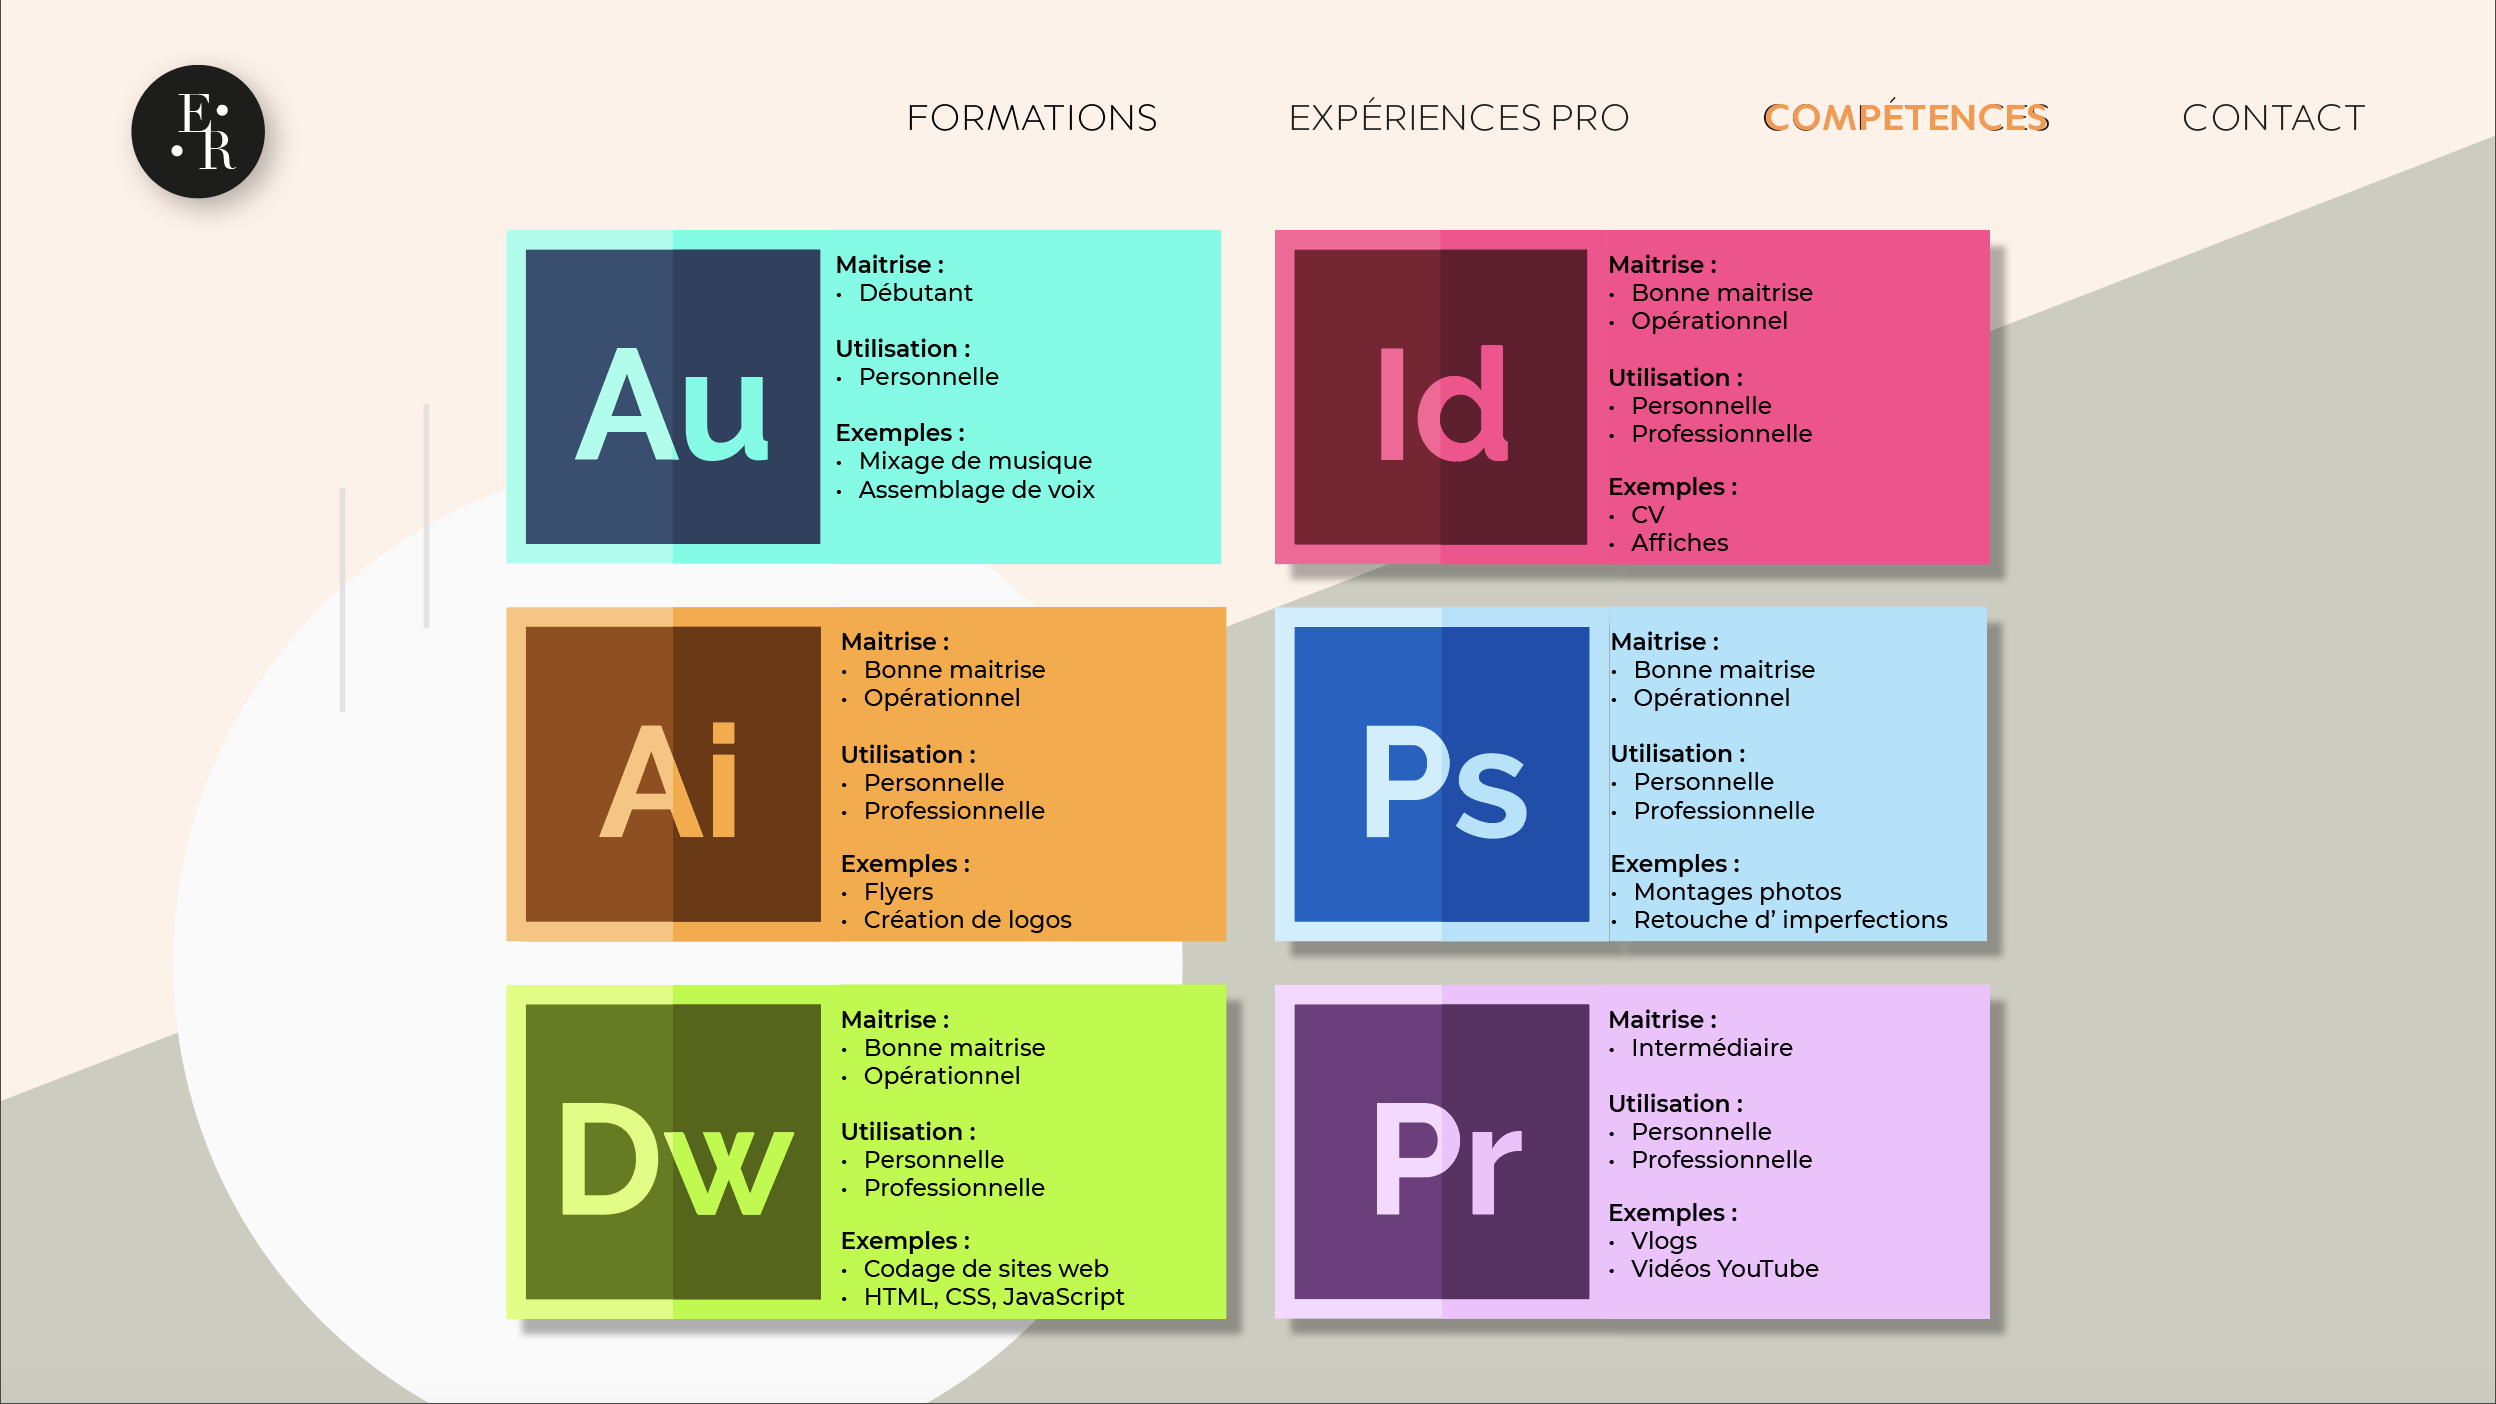 E.
.R
FORMATIONS
EXPÉRIENCES PRO
COMPÉTENCES
CONTACT
Au
Maitrise :
• Débutant
Utilisation :
• Personnelle
Exemples :
• Mixage de musique
• Assemblage de voix
Id
Maitrise :
• Bonne maitrise
• Opérationnel
Utilisation :
• Personnelle
• Professionnelle
Exemples :
• CV
• Affiches
Ai
Maitrise :
• Bonne maitrise
• Opérationnel
Utilisation :
• Personnelle
• Professionnelle
Exemples :
• Flyers
• Création de logos
Ps
Maitrise :
• Bonne maitrise
• Opérationnel
Utilisation :
• Personnelle
• Professionnelle
Exemples :
• Montages photos
• Retouche d’ imperfections
Dw
Maitrise :
• Bonne maitrise
• Opérationnel
Utilisation :
• Personnelle
• Professionnelle
Exemples :
• Codage de sites web
• HTML, CSS, JavaScript
Pr
Maitrise :
• Intermédiaire
Utilisation :
• Personnelle
• Professionnelle
Exemples :
• Vlogs
• Vidéos YouTube